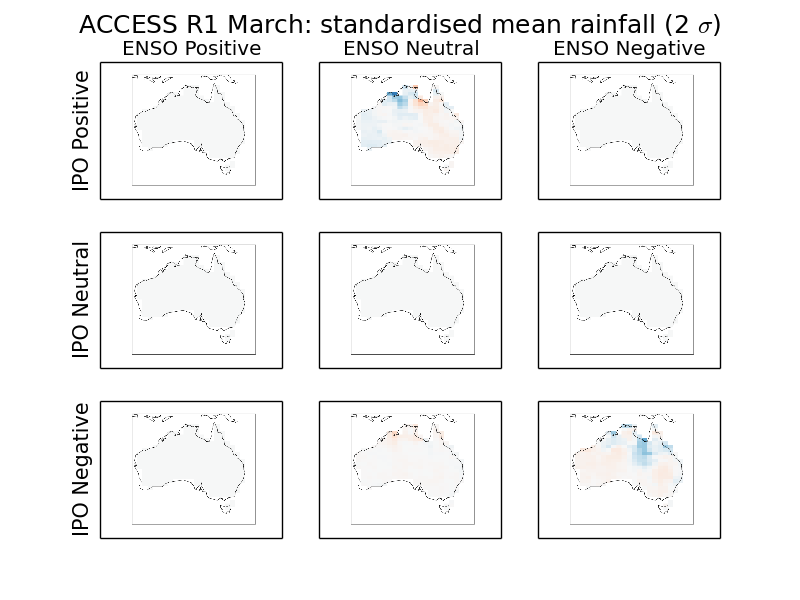 ACCESS R1 March: standardised mean rainfall (2 σ)
ENSO Positive ENSO Neutral ENSO Negative
IPO Positive
IPO Neutral
IPO Negative